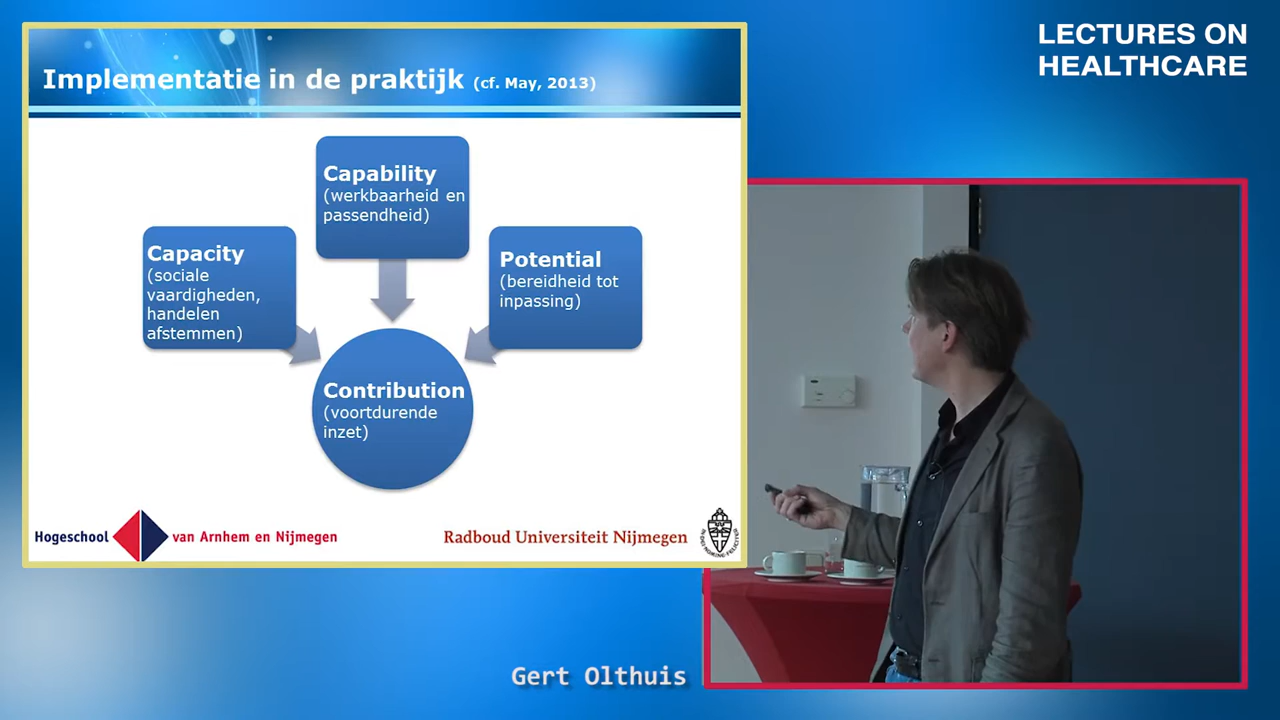 LECTURES ON
HEALTHCARE
Implementatie in de praktijk (cf. May, 2013)
Capability
(werkbaarheid en
passendheid)
Capacity
(sociale
vaardigheden,
handelen
afstemmen)
Potential
(bereidheid tot
inpassing)
Contribution
(voortdurende
inzet)
Hogeschool van Arnhem en Nijmegen
Radboud Universiteit Nijmegen
Gert Olthuis